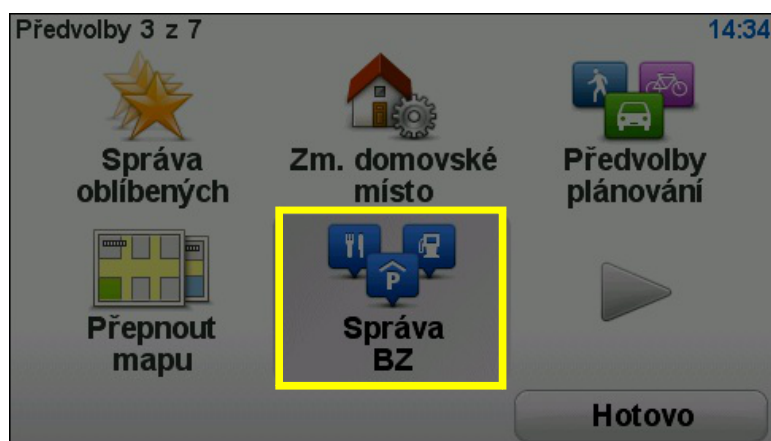 Předvolby 3 z 7
14:34
Správa
oblíbených
Zm. domovské
místo
Předvolby
plánování
Přepnout
mapu
P
Správa
BZ
Hotovo